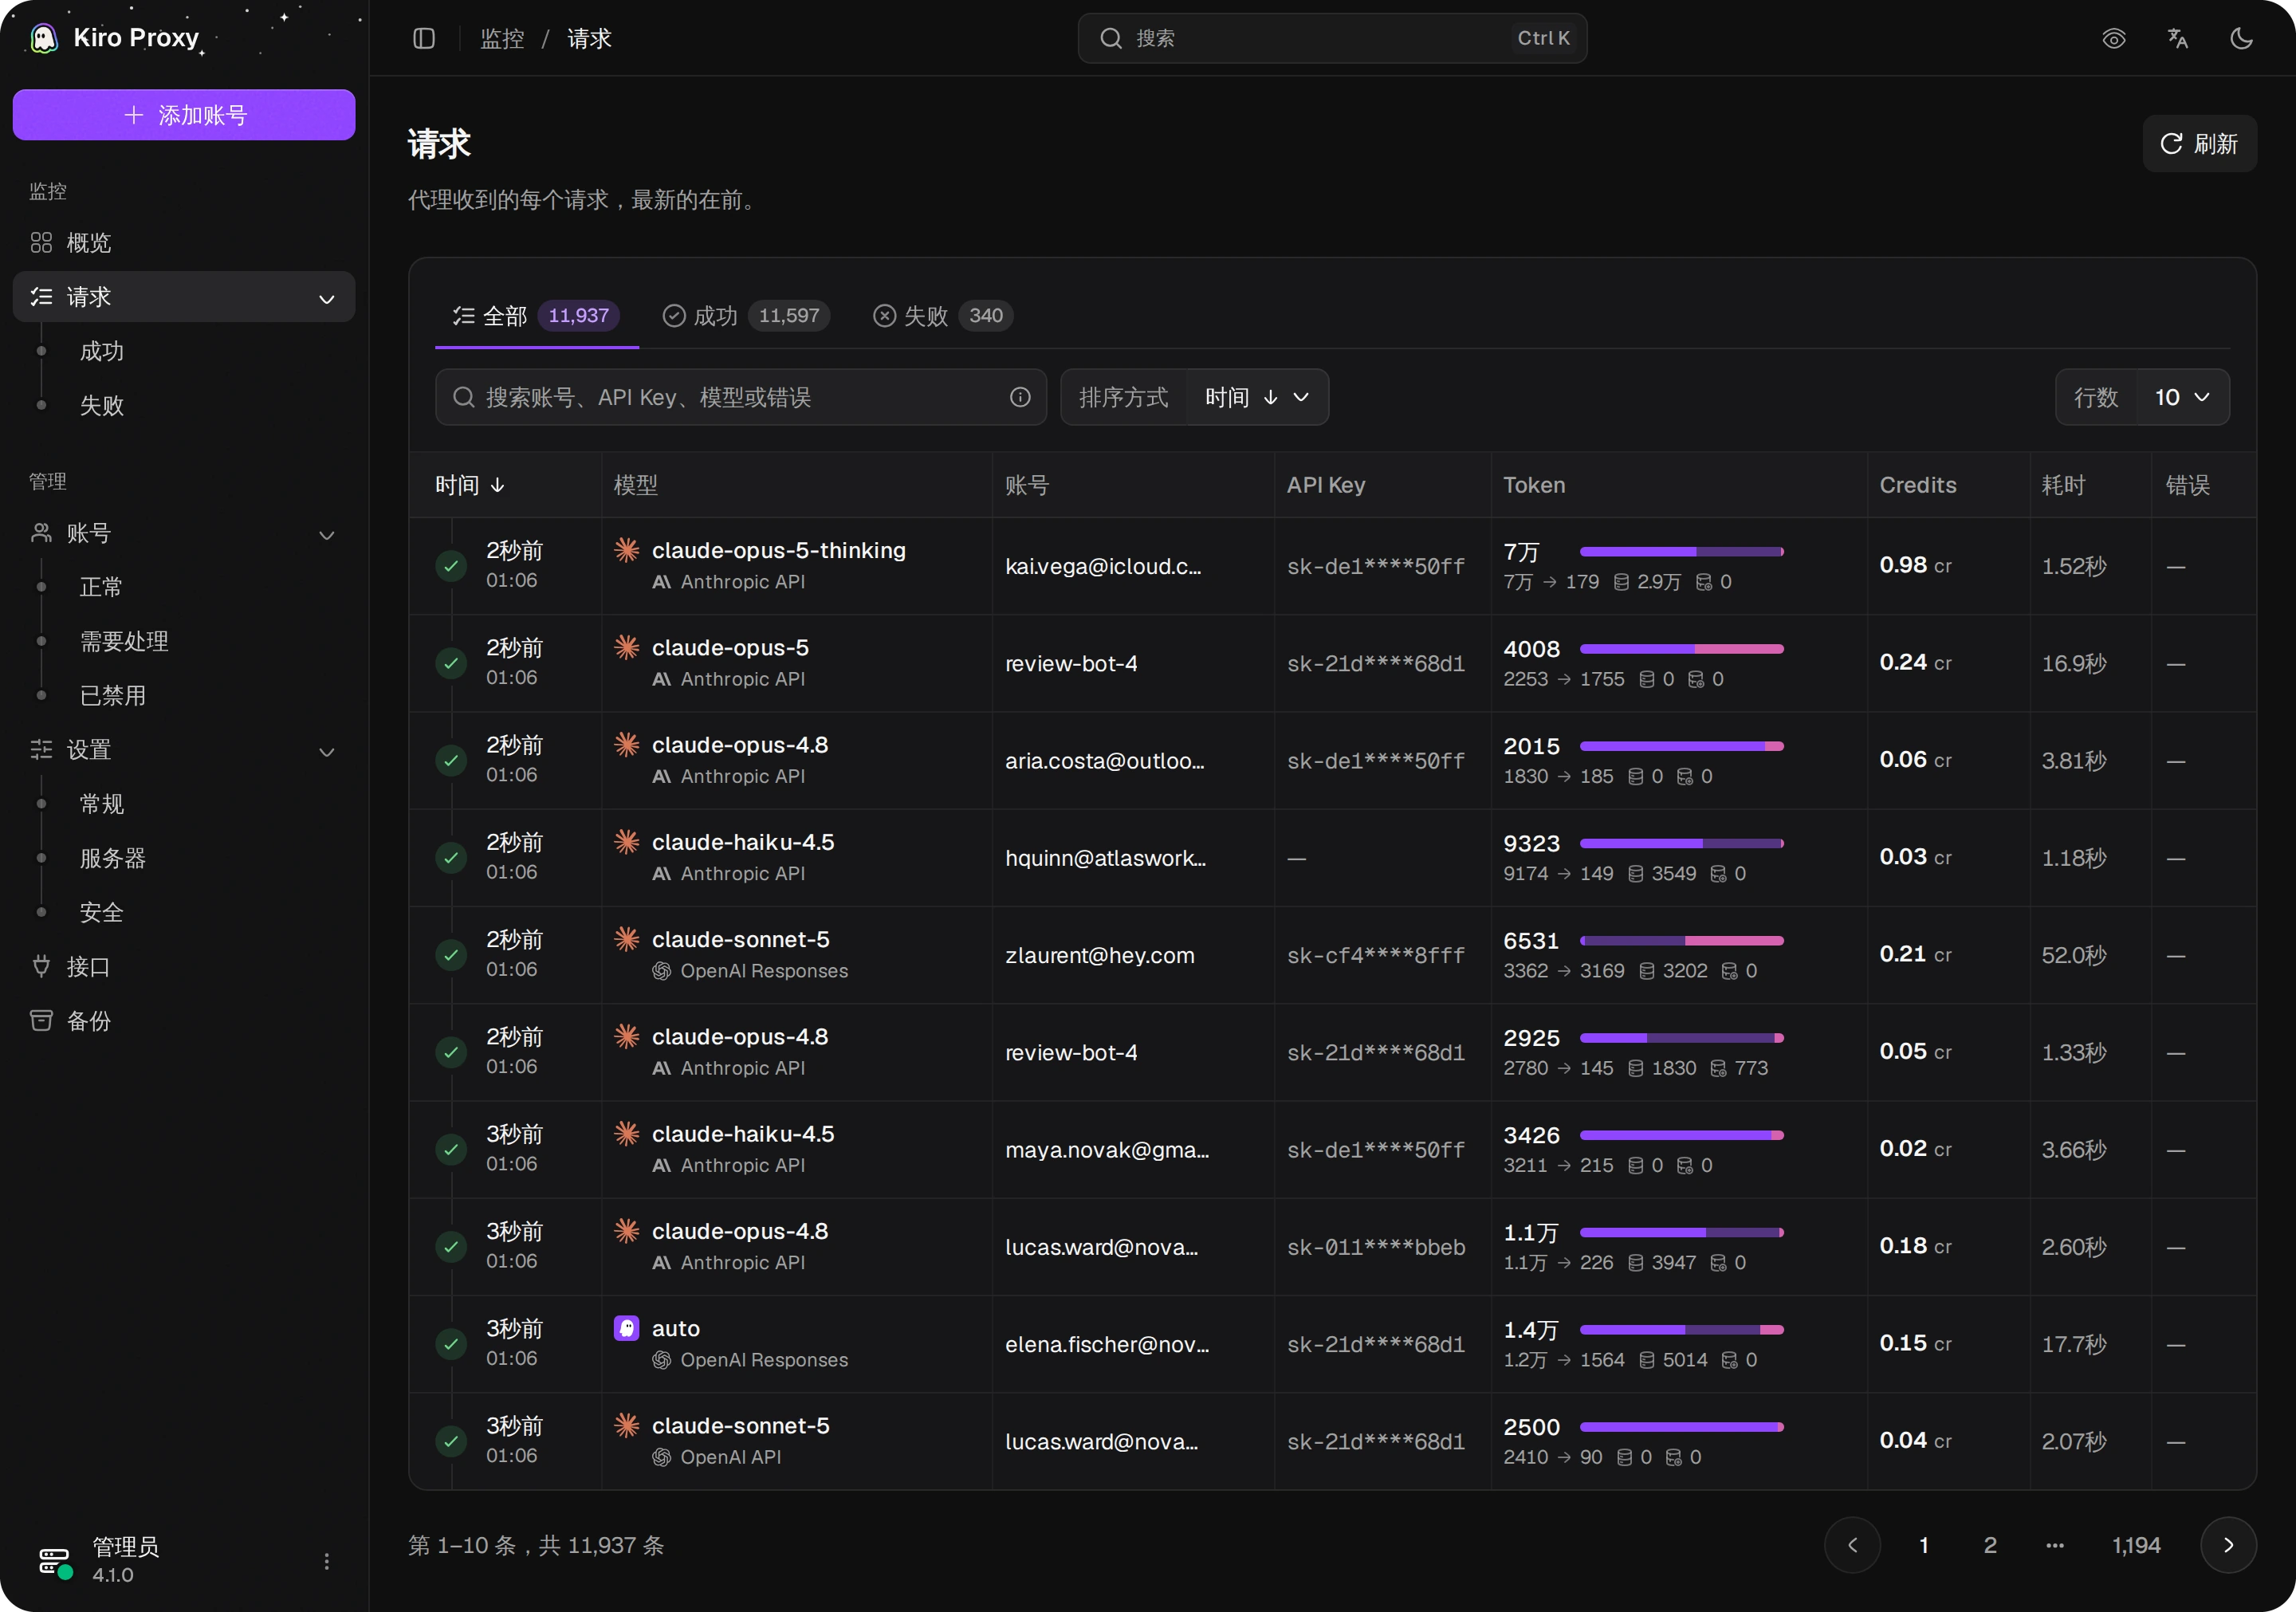 Kiro Proxy
监控 / 请求
搜索 Ctrl K
添加账号
监控
概览
请求
成功
失败
管理
账号
正常
需要处理
已禁用
设置
常规
服务器
安全
接口
备份
管理员
4.1.0
请求
刷新
代理收到的每个请求，最新的在前。
全部 11,937 成功 11,597 失败 340
搜索账号、API Key、模型或错误 排序方式 时间 ↓ 行数 10
时间 ↓ 模型 账号 API Key Token Credits 耗时 错误
2秒前 claude-opus-5-thinking kai.vega@icloud.c... sk-de1****50ff 7万 0.98 cr 1.52秒 —
01:06 Anthropic API 7万 → 179 2.9万 0
2秒前 claude-opus-5 review-bot-4 sk-21d****68d1 4008 0.24 cr 16.9秒 —
01:06 Anthropic API 2253 → 1755 0 0
2秒前 claude-opus-4.8 aria.costa@outloo... sk-de1****50ff 2015 0.06 cr 3.81秒 —
01:06 Anthropic API 1830 → 185 0 0
2秒前 claude-haiku-4.5 hquinn@atlaswork... — 9323 0.03 cr 1.18秒 —
01:06 Anthropic API 9174 → 149 3549 0
2秒前 claude-sonnet-5 zlaurent@hey.com sk-cf4****8fff 6531 0.21 cr 52.0秒 —
01:06 OpenAI Responses 3362 → 3169 3202 0
2秒前 claude-opus-4.8 review-bot-4 sk-21d****68d1 2925 0.05 cr 1.33秒 —
01:06 Anthropic API 2780 → 145 1830 773
3秒前 claude-haiku-4.5 maya.novak@gma... sk-de1****50ff 3426 0.02 cr 3.66秒 —
01:06 Anthropic API 3211 → 215 0 0
3秒前 claude-opus-4.8 lucas.ward@nova... sk-011****bbeb 1.1万 0.18 cr 2.60秒 —
01:06 Anthropic API 1.1万 → 226 3947 0
3秒前 auto elena.fischer@nov... sk-21d****68d1 1.4万 0.15 cr 17.7秒 —
01:06 OpenAI Responses 1.2万 → 1564 5014 0
3秒前 claude-sonnet-5 lucas.ward@nova... sk-21d****68d1 2500 0.04 cr 2.07秒 —
01:06 OpenAI API 2410 → 90 0 0
第 1–10 条，共 11,937 条 1 2 ••• 1,194